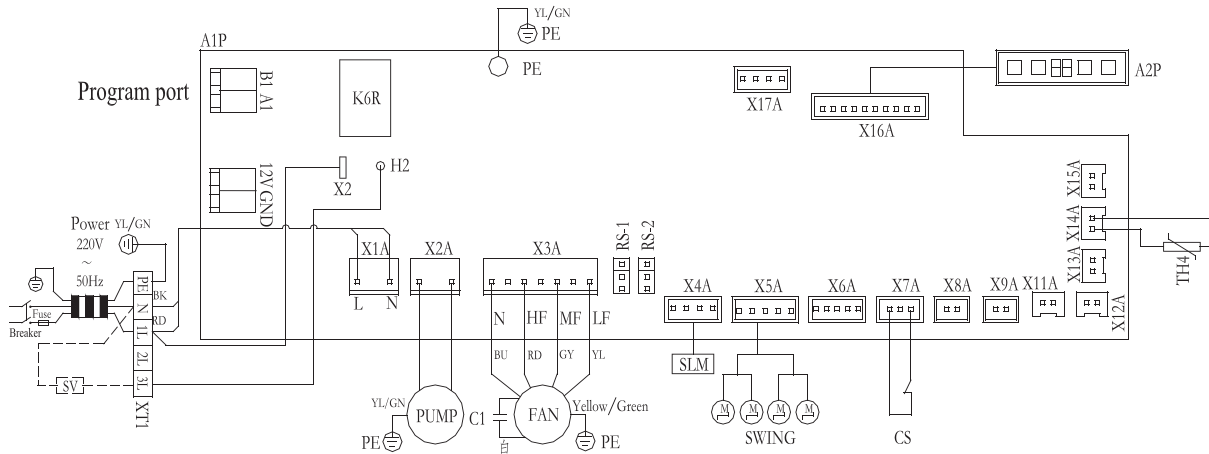 YL/GN
PE
A1P
PE
Program port
B1 A1
K6R
X17A
X16A
A2P
12V GND
X2
H2
X15A
X14A
X13A
TH4
Power YL/GN
220V
~
50Hz
X1A
L N
X2A
X3A
RS-1
RS-2
X4A
X5A
X6A
X7A
X8A
X9A
X11A
X12A
PE
BK
N
RD
1L
2L
3L
XT1
Fuse
Breaker
SV
N HF MF LF
BU RD GY YL
SLM
YL/GN
PE
PUMP
C1
白
FAN
Yellow/Green
PE
M M M M
SWING
CS